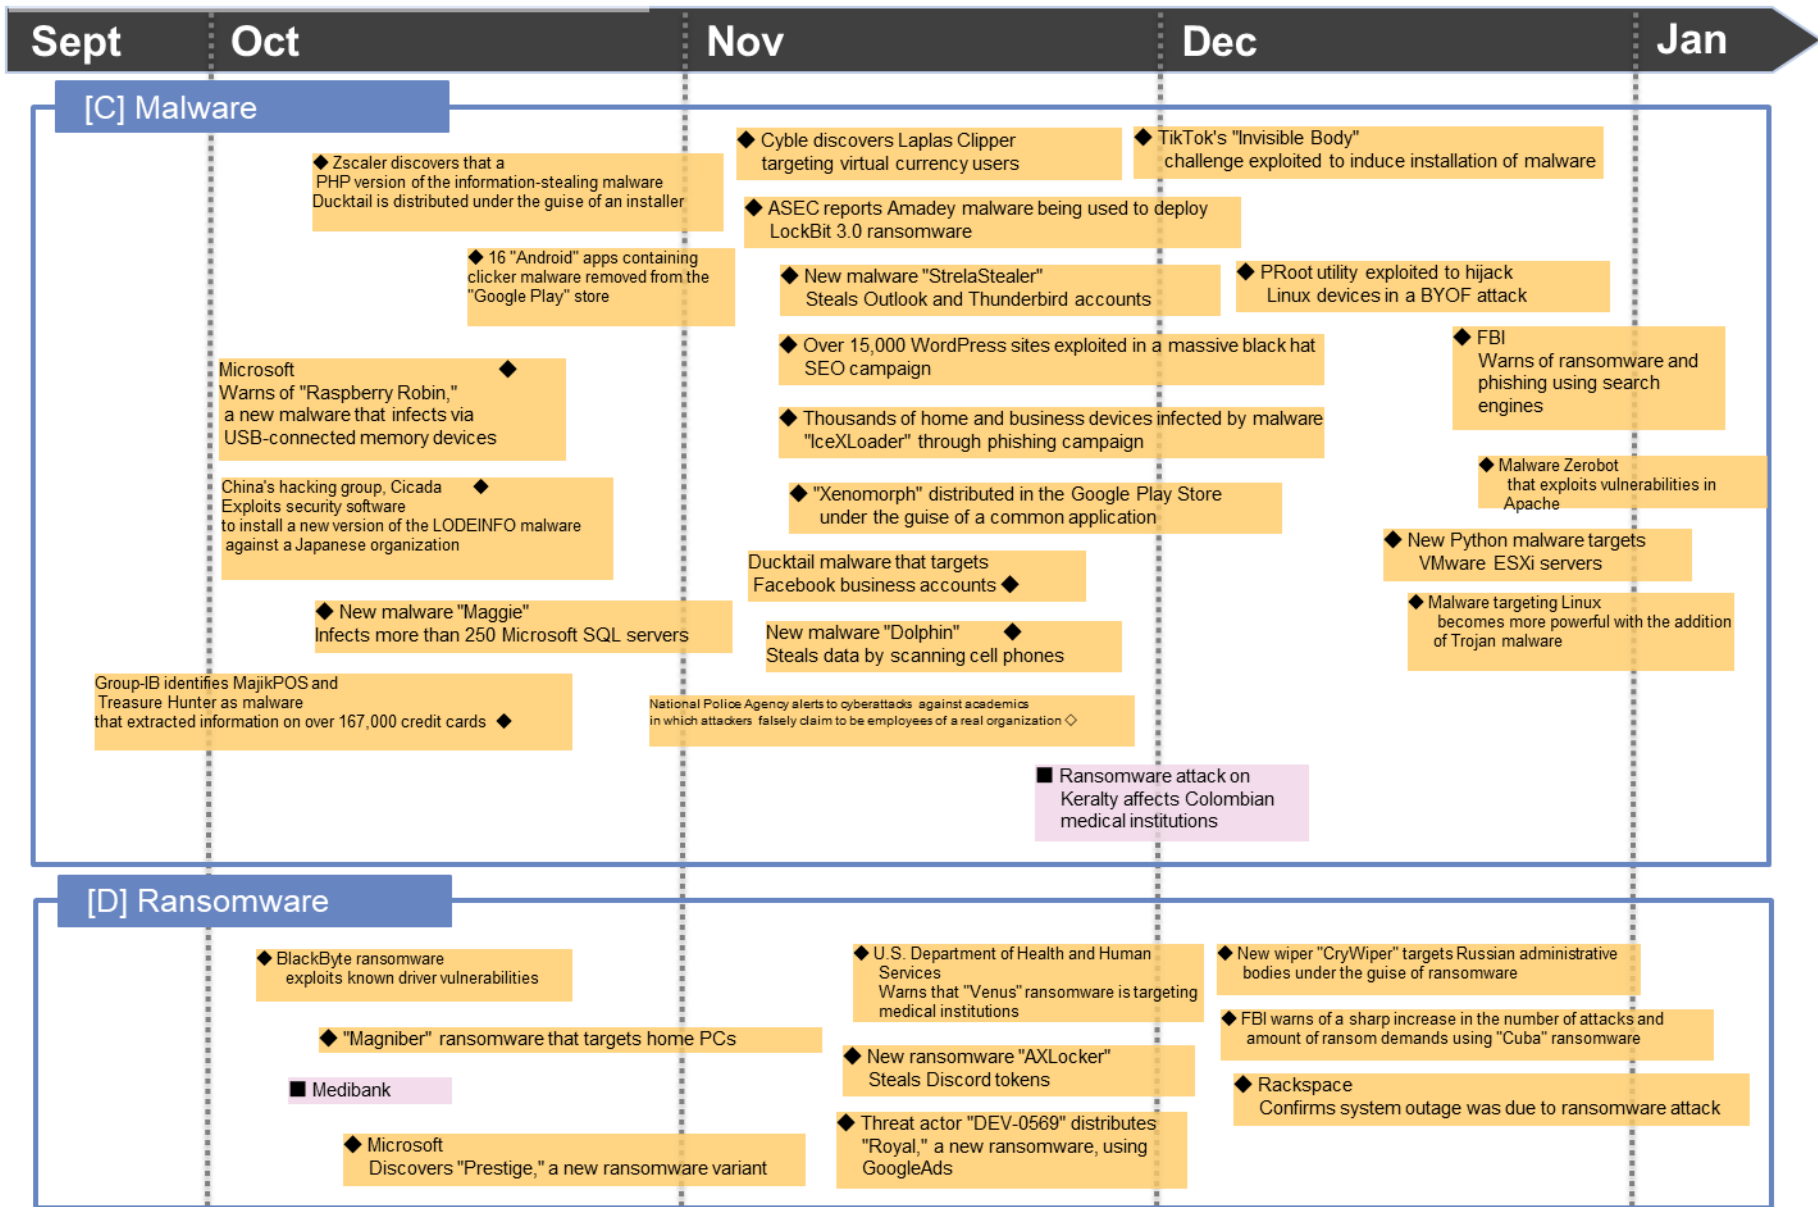 Sept Oct Nov Dec Jan
[C] Malware
◆ Zscaler discovers that a
PHP version of the information-stealing malware
Ducktail is distributed under the guise of an installer
◆ 16 "Android" apps containing
clicker malware removed from the
"Google Play" store
Microsoft ◆
Warns of "Raspberry Robin,"
a new malware that infects via
USB-connected memory devices
China's hacking group, Cicada ◆
Exploits security software
to install a new version of the LODEINFO malware
against a Japanese organization
◆ New malware "Maggie"
Infects more than 250 Microsoft SQL servers
Group-IB identifies MajikPOS and
Treasure Hunter as malware
that extracted information on over 167,000 credit cards ◆
◆ Cyble discovers Laplas Clipper
targeting virtual currency users
◆ ASEC reports Amadey malware being used to deploy
LockBit 3.0 ransomware
◆ New malware "StrelaStealer"
Steals Outlook and Thunderbird accounts
◆ Over 15,000 WordPress sites exploited in a massive black hat
SEO campaign
◆ Thousands of home and business devices infected by malware
"IceXLoader" through phishing campaign
◆ "Xenomorph" distributed in the Google Play Store
under the guise of a common application
Ducktail malware that targets
Facebook business accounts ◆
New malware "Dolphin" ◆
Steals data by scanning cell phones
National Police Agency alerts to cyberattacks against academics
in which attackers falsely claim to be employees of a real organization ◇
■ Ransomware attack on
Keralty affects Colombian
medical institutions
◆ TikTok's "Invisible Body"
challenge exploited to induce installation of malware
◆ PRoot utility exploited to hijack
Linux devices in a BYOF attack
◆ FBI
Warns of ransomware and
phishing using search
engines
◆ Malware Zerobot
that exploits vulnerabilities in
Apache
◆ New Python malware targets
VMware ESXi servers
◆ Malware targeting Linux
becomes more powerful with the addition
of Trojan malware
[D] Ransomware
◆ BlackByte ransomware
exploits known driver vulnerabilities
◆ "Magniber" ransomware that targets home PCs
■ Medibank
◆ Microsoft
Discovers "Prestige," a new ransomware variant
◆ U.S. Department of Health and Human
Services
Warns that "Venus" ransomware is targeting
medical institutions
◆ New ransomware "AXLocker"
Steals Discord tokens
◆ Threat actor "DEV-0569" distributes
"Royal," a new ransomware, using
GoogleAds
◆ New wiper "CryWiper" targets Russian administrative
bodies under the guise of ransomware
◆ FBI warns of a sharp increase in the number of attacks and
amount of ransom demands using "Cuba" ransomware
◆ Rackspace
Confirms system outage was due to ransomware attack